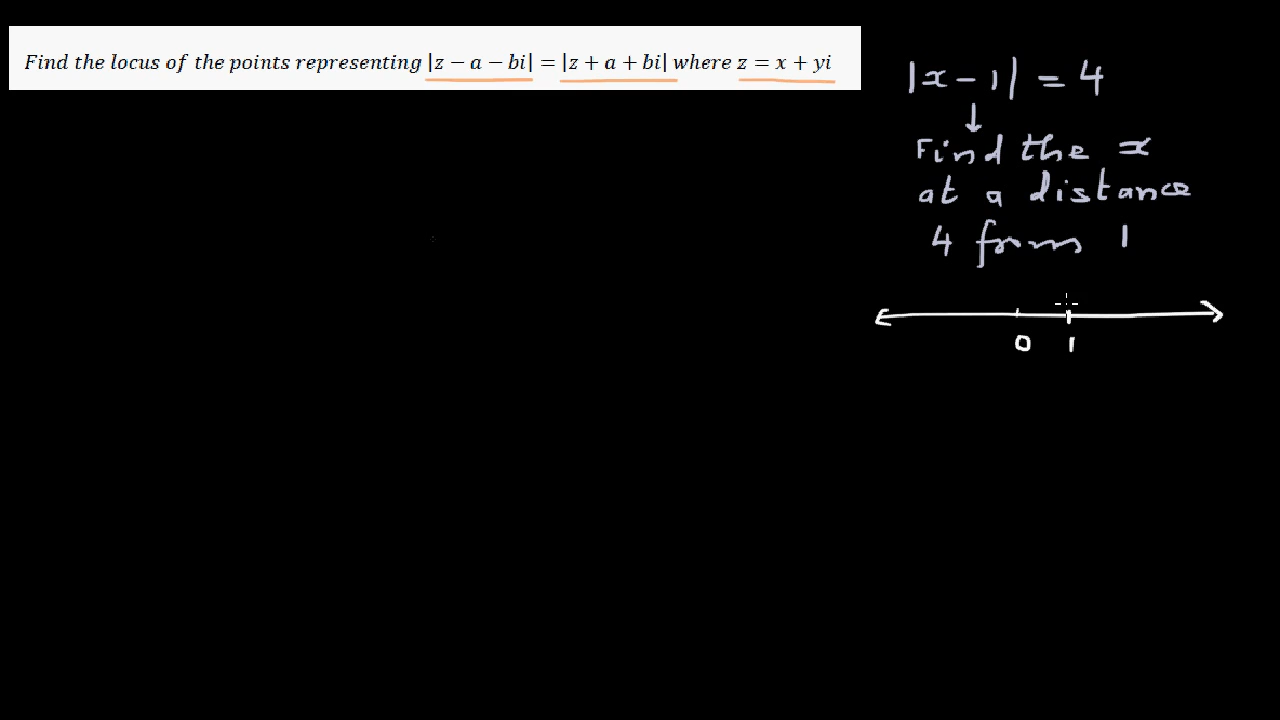 Find the locus of the points representing |z − a − bi| = |z + a + bi| where z = x + yi
|x − 1| = 4
Find the x
at a distance
4 from 1
0 1